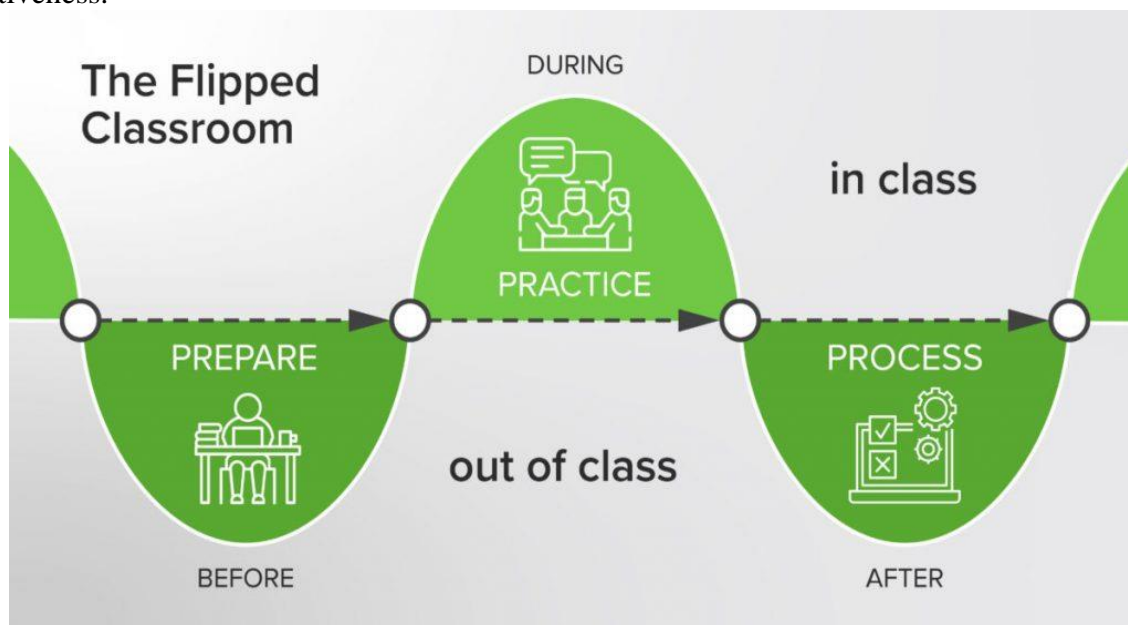 The Flipped
Classroom
DURING
in class
PRACTICE
PREPARE
PROCESS
out of class
BEFORE
AFTER